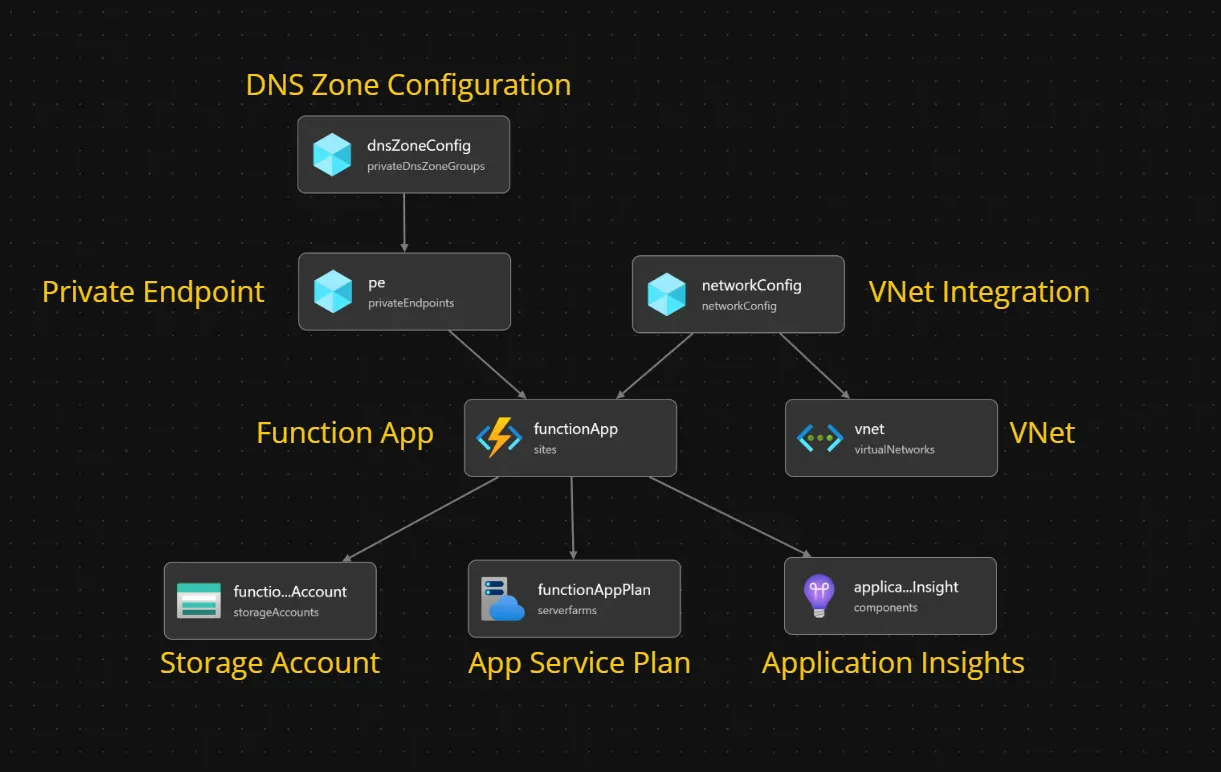 DNS Zone Configuration
dnsZoneConfig
privateDnsZoneGroups
Private Endpoint
pe
privateEndpoints
networkConfig
networkConfig
VNet Integration
Function App
functionApp
sites
vnet
virtualNetworks
VNet
functio...Account
storageAccounts
functionAppPlan
serverfarms
applica...Insight
components
Storage Account
App Service Plan
Application Insights